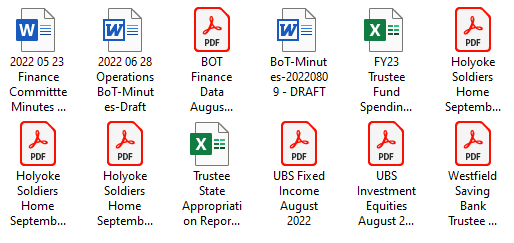 W
W
PDF
PDF
X
PDF
2022 05 23
Finance
Committte
Minutes ...
2022 06 28
Operations
BoT-Minut
es-Draft
BOT
Finance
Data
Augus...
BoT-Minut
es-2022080
9 - DRAFT
FY23
Trustee
Fund
Spendin...
Holyoke
Soldiers
Home
Septemb...
PDF
PDF
X
PDF
PDF
PDF
Holyoke
Soldiers
Home
Septemb...
Holyoke
Soldiers
Home
Septemb...
Trustee
State
Appropriati
on Repor...
UBS Fixed
Income
August
2022
UBS
Investment
Equities
August 2...
Westfield
Saving
Bank
Trustee ...